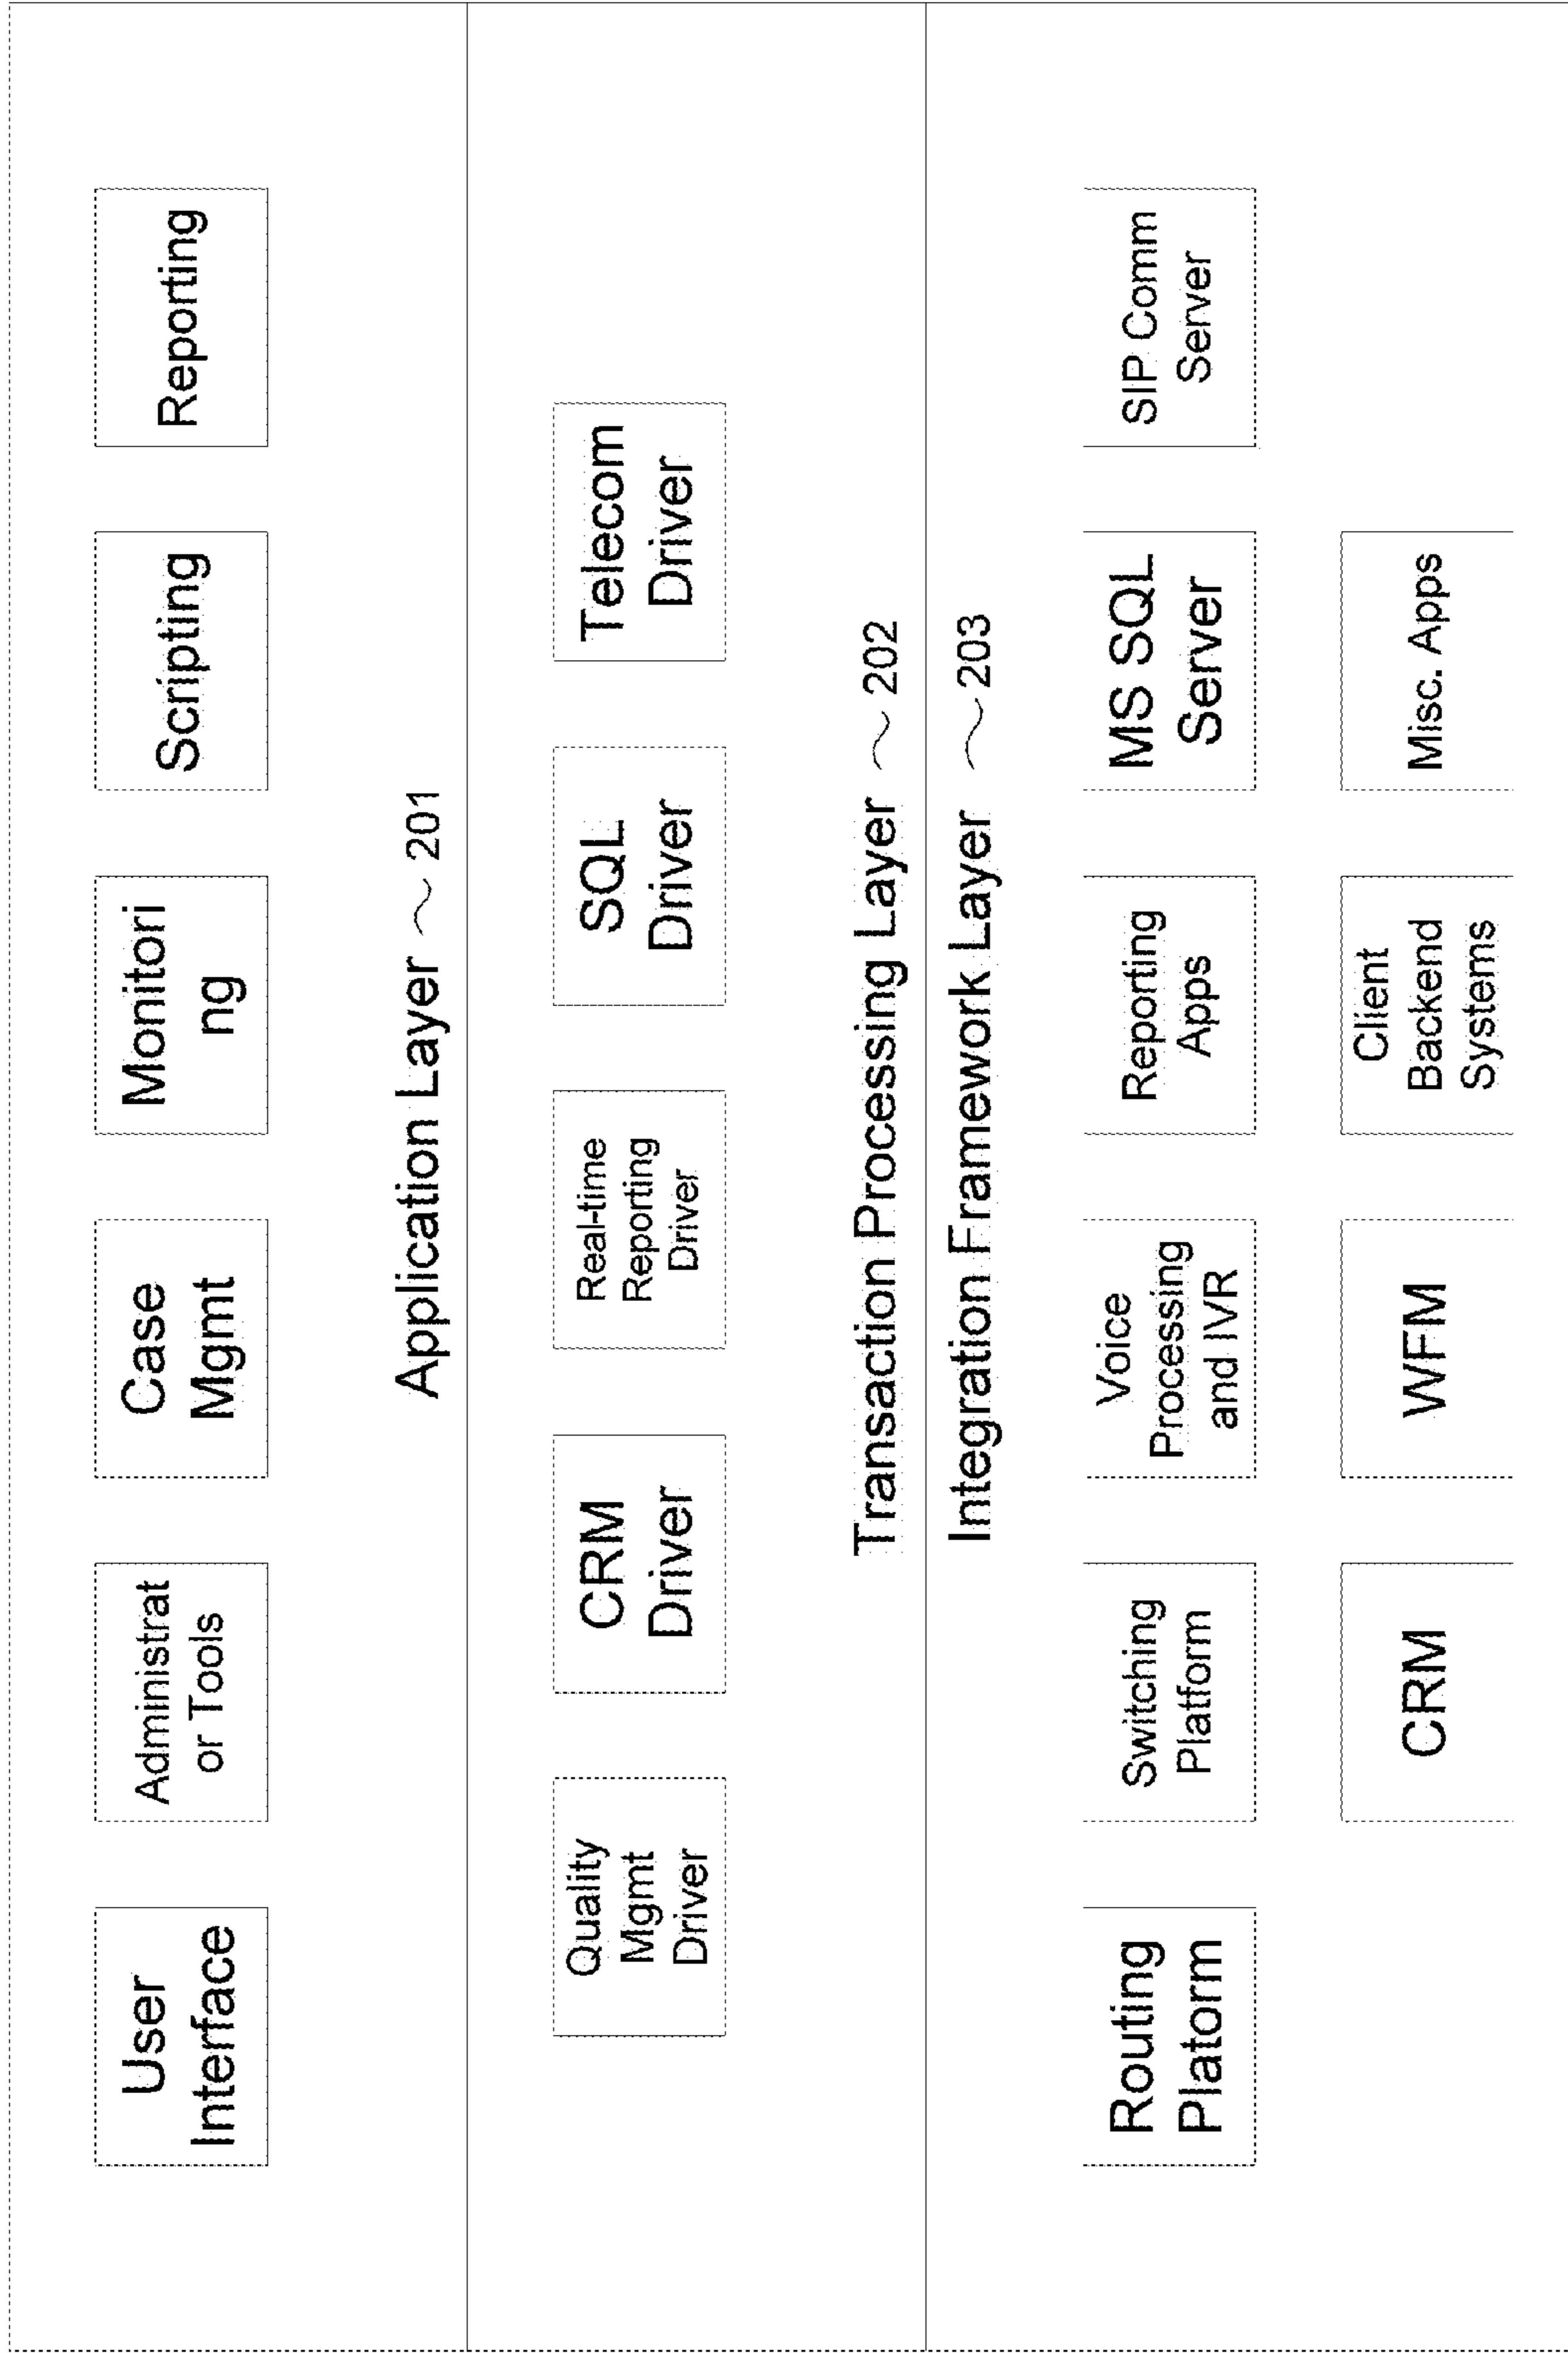 User
Interface
Administrat
or Tools
Case
Mgmt
Monitori
ng
Scripting
Reporting
Application Layer ~ 201
Quality
Mgmt
Driver
CRM
Driver
Real-time
Reporting
Driver
SQL
Driver
Telecom
Driver
Transaction Processing Layer ~ 202
Integration Framework Layer ~ 203
Routing
Platorm
Switching
Platform
Voice
Processing
and IVR
Reporting
Apps
MS SQL
Server
SIP Comm
Server
CRM
WFM
Client
Backend
Systems
Misc. Apps